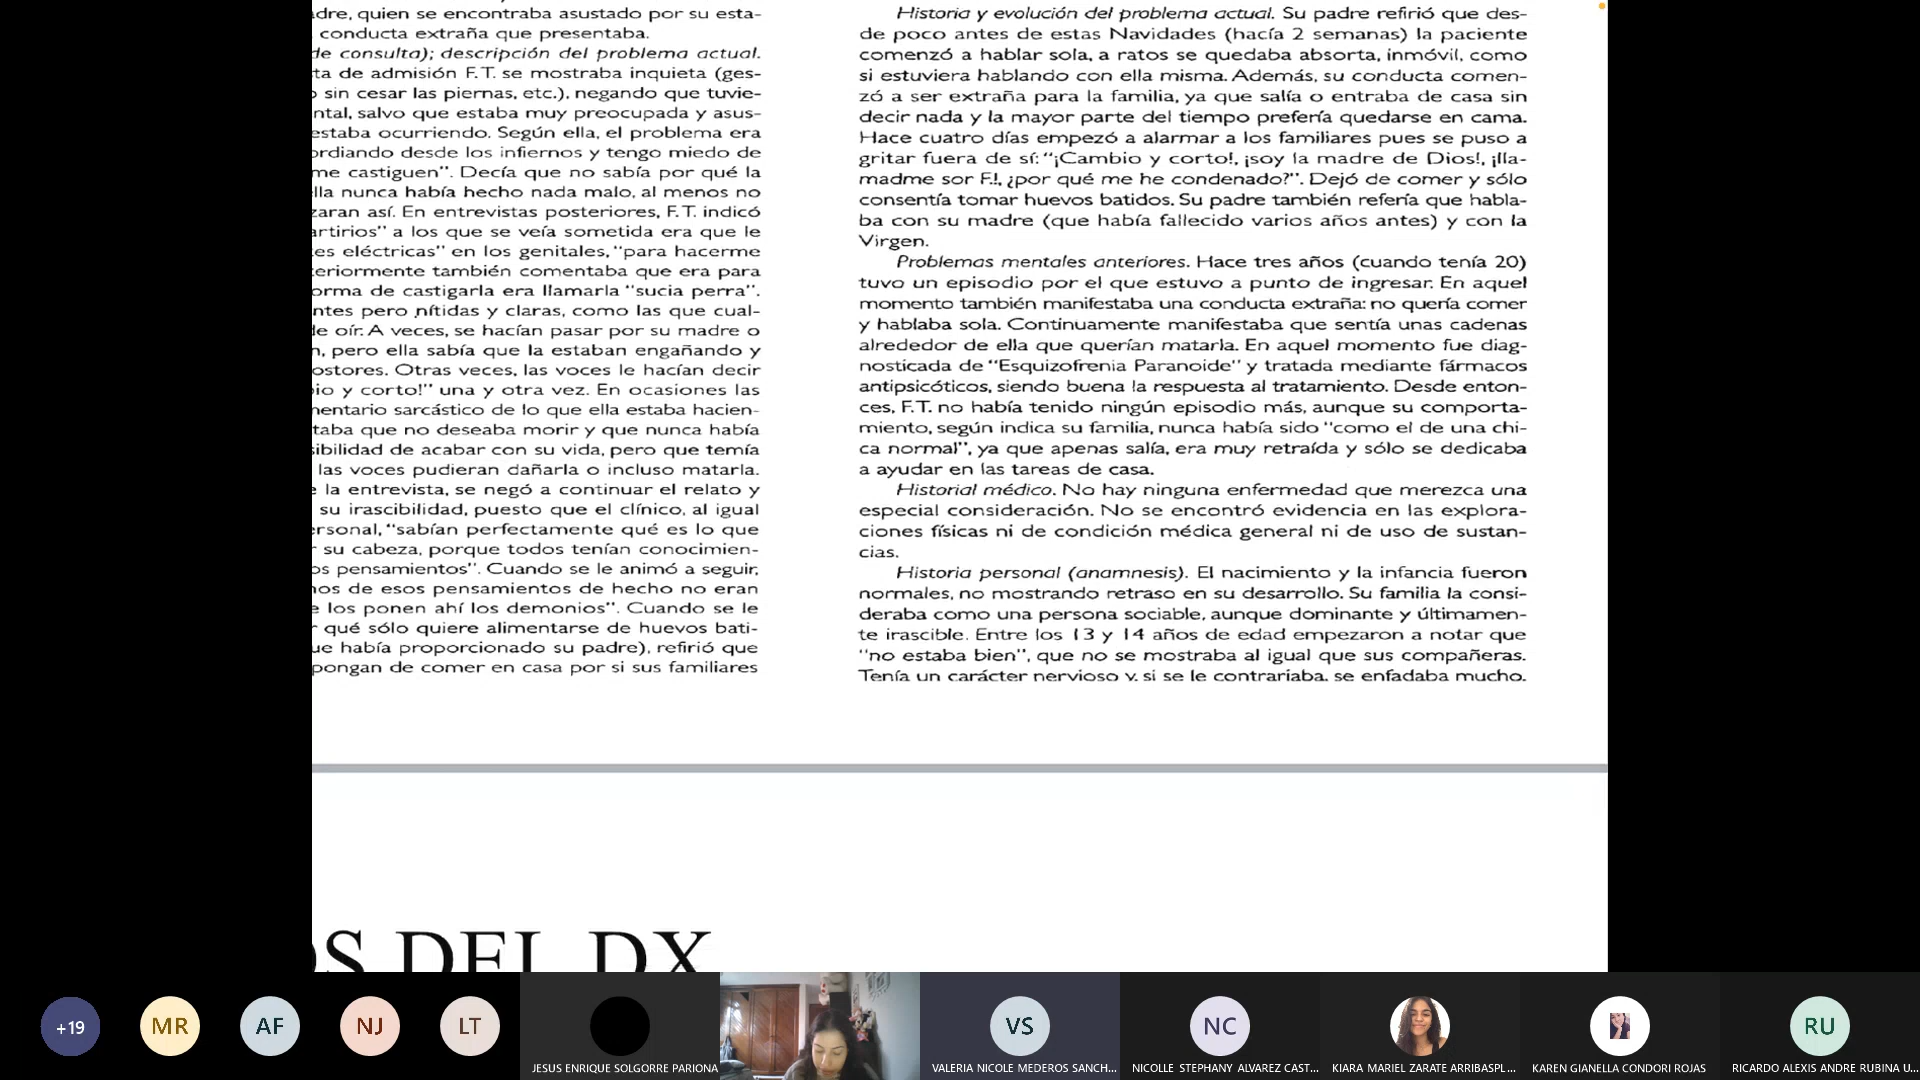 adre, quien se encontraba asustado por su esta-
conducta extraña que presentaba.
de consulta); descripción del problema actual.
ta de admisión F.T. se mostraba inquieta (ges-
o sin cesar las piernas, etc.), negando que tuvie-
ntal, salvo que estaba muy preocupada y asus-
estaba ocurriendo. Según ella, el problema era
ordiando desde los infiernos y tengo miedo de
me castiguen". Decía que no sabía por qué la
lla nunca había hecho nada malo, al menos no
zaran así. En entrevistas posteriores, F.T. indicó
artirios" a los que se veía sometida era que le
es eléctricas" en los genitales, "para hacerme
teriormente también comentaba que era para
orma de castigarla era llamarla "sucia perra".
ntes pero nítidas y claras, como las que cual-
de oír. A veces, se hacían pasar por su madre o
n, pero ella sabía que la estaban engañando y
ostores. Otras veces, las voces le hacían decir
io y corto!" una y otra vez. En ocasiones las
mentario sarcástico de lo que ella estaba hacien-
taba que no deseaba morir y que nunca había
sibilidad de acabar con su vida, pero que temía
las voces pudieran dañarla o incluso matarla.
e la entrevista, se negó a continuar el relato y
su irascibilidad, puesto que el clínico, al igual
ersonal, "sabían perfectamente qué es lo que
r su cabeza, porque todos tenían conocimien-
os pensamientos". Cuando se le animó a seguir,
nos de esos pensamientos de hecho no eran
e los ponen ahí los demonios". Cuando se le
r qué sólo quiere alimentarse de huevos bati-
ue había proporcionado su padre), refirió que
pongan de comer en casa por si sus familiares
Historia y evolución del problema actual. Su padre refirió que des-
de poco antes de estas Navidades (hacía 2 semanas) la paciente
comenzó a hablar sola, a ratos se quedaba absorta, inmóvil, como
si estuviera hablando con ella misma. Además, su conducta comen-
zó a ser extraña para la familia, ya que salía o entraba de casa sin
decir nada y la mayor parte del tiempo prefería quedarse en cama.
Hace cuatro días empezó a alarmar a los familiares pues se puso a
gritar fuera de sí: "¡Cambio y corto!, ¡soy la madre de Dios!, ¡lla-
madme sor F.!, ¿por qué me he condenado?". Dejó de comer y sólo
consentía tomar huevos batidos. Su padre también refería que habla-
ba con su madre (que había fallecido varios años antes) y con la
Virgen.
Problemas mentales anteriores. Hace tres años (cuando tenía 20)
tuvo un episodio por el que estuvo a punto de ingresar. En aquel
momento también manifestaba una conducta extraña: no quería comer
y hablaba sola. Continuamente manifestaba que sentía unas cadenas
alrededor de ella que querían matarla. En aquel momento fue diag-
nosticada de "Esquizofrenia Paranoide" y tratada mediante fármacos
antipsicóticos, siendo buena la respuesta al tratamiento. Desde enton-
ces, F.T. no había tenido ningún episodio más, aunque su comporta-
miento, según indica su familia, nunca había sido "como el de una chi-
ca normal", ya que apenas salía, era muy retraída y sólo se dedicaba
a ayudar en las tareas de casa.
Historial médico. No hay ninguna enfermedad que merezca una
especial consideración. No se encontró evidencia en las explora-
ciones físicas ni de condición médica general ni de uso de sustan-
cias.
Historia personal (anamnesis). El nacimiento y la infancia fueron
normales, no mostrando retraso en su desarrollo. Su familia la consi-
deraba como una persona sociable, aunque dominante y últimamen-
te irascible. Entre los 13 y 14 años de edad empezaron a notar que
"no estaba bien", que no se mostraba al igual que sus compañeras.
Tenía un carácter nervioso y, si se le contrariaba, se enfadaba mucho.
OS DEL DX
+19
MR
AF
NJ
LT
JESUS ENRIQUE SOLGORRE PARIONA
VS
VALERIA NICOLE MEDEROS SANCH...
NC
NICOLLE STEPHANY ALVAREZ CAST...
KIARA MARIEL ZARATE ARRIBASPL...
KAREN GIANELLA CONDORI ROJAS
RU
RICARDO ALEXIS ANDRE RUBINA U...